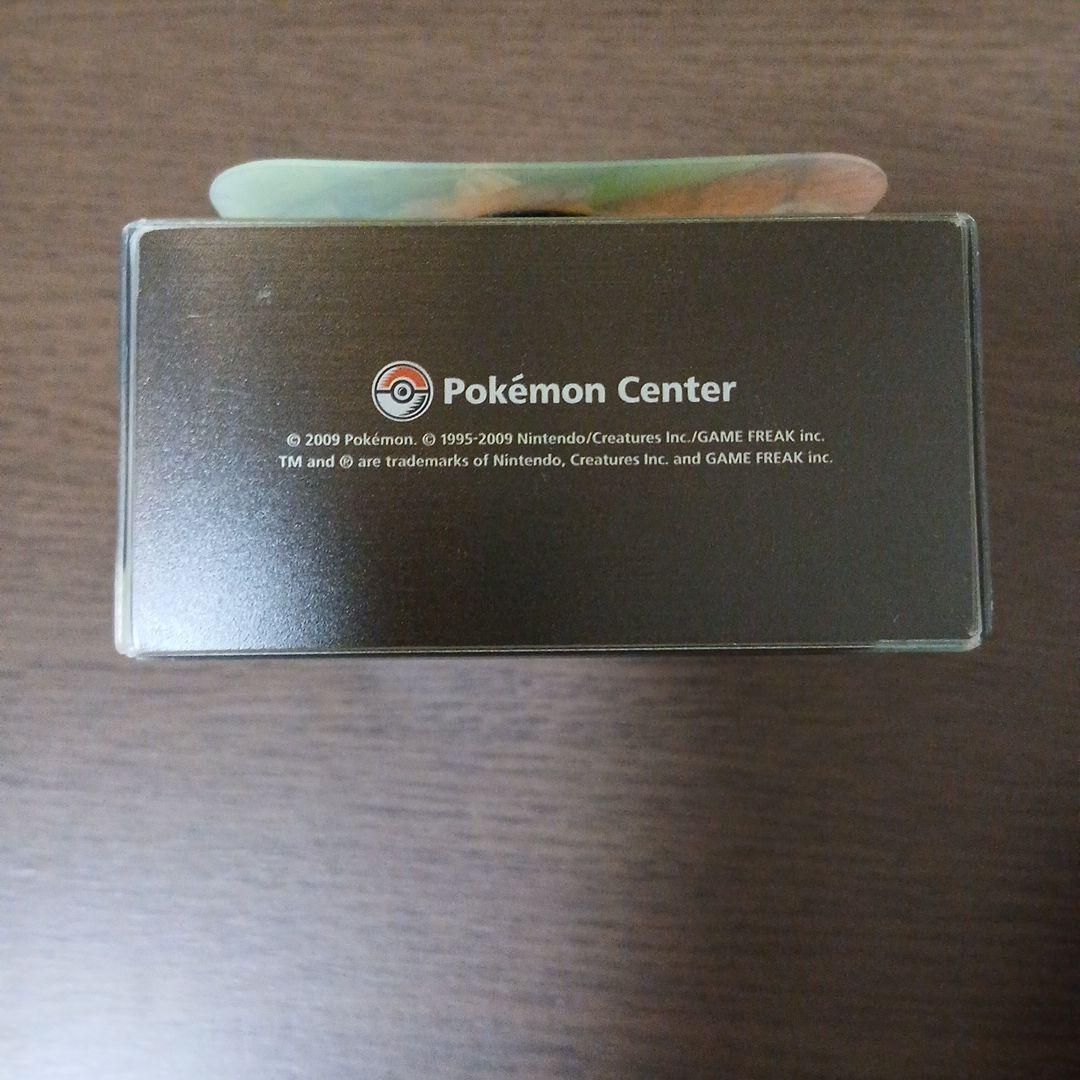 Pokémon Center
© 2009 Pokémon. © 1995-2009 Nintendo/Creatures Inc./GAME FREAK inc.
TM and ® are trademarks of Nintendo, Creatures Inc. and GAME FREAK inc.